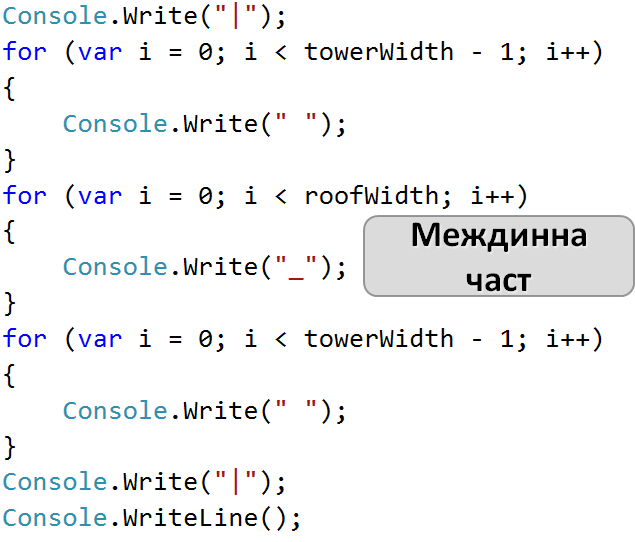 Console.Write("|");
for (var i = 0; i < towerWidth - 1; i++)
{
    Console.Write(" ");
}
for (var i = 0; i < roofWidth; i++)
{
    Console.Write("_");
}
for (var i = 0; i < towerWidth - 1; i++)
{
    Console.Write(" ");
}
Console.Write("|");
Console.WriteLine();
Междинна
част